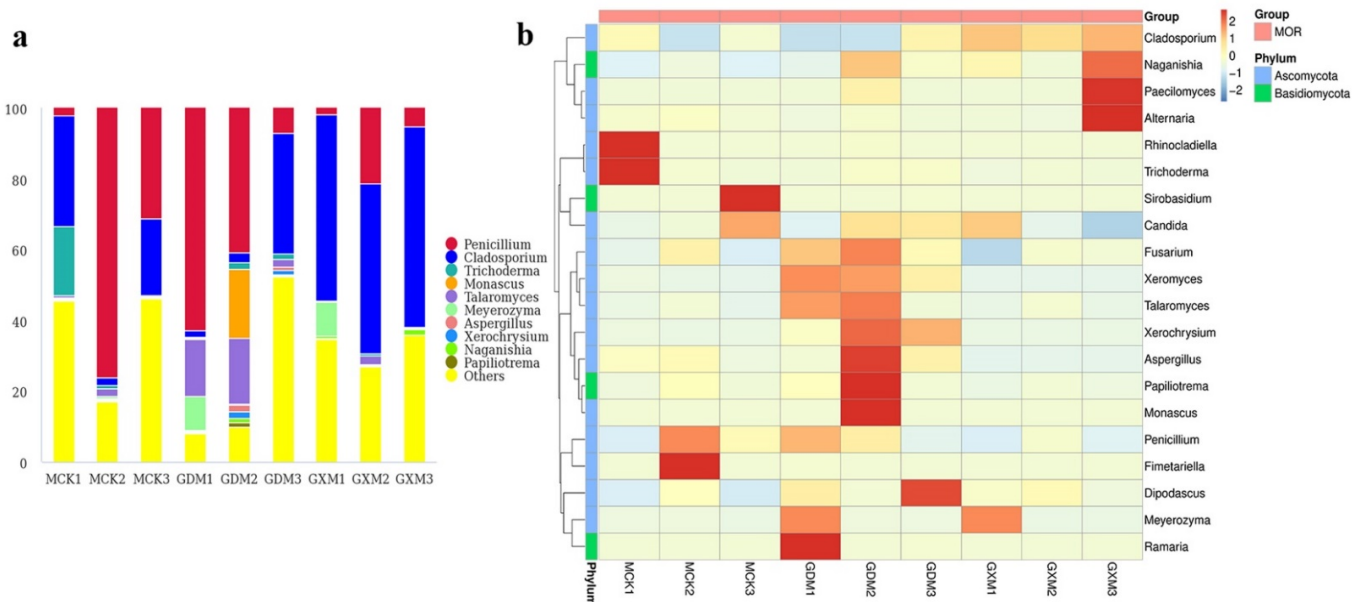 a
100
80
60
40
20
0
MCK1 MCK2 MCK3 GDM1 GDM2 GDM3 GXM1 GXM2 GXM3
Penicillium
Cladosporium
Trichoderma
Monascus
Talaromyces
Meyerozyma
Aspergillus
Xerochrysium
Naganishia
Papiliotrema
Others
b
Group
Cladosporium
Naganishia
Paecilomyces
Alternaria
Rhinocladiella
Trichoderma
Sirobasidium
Candida
Fusarium
Xeromyces
Talaromyces
Xerochrysium
Aspergillus
Papiliotrema
Monascus
Penicillium
Fimetariella
Dipodascus
Meyerozyma
Ramaria
Phylum MCK1 MCK2 MCK3 GDM1 GDM2 GDM3 GXM1 GXM2 GXM3
2
1
0
−1
−2
Group
MOR
Phylum
Ascomycota
Basidiomycota